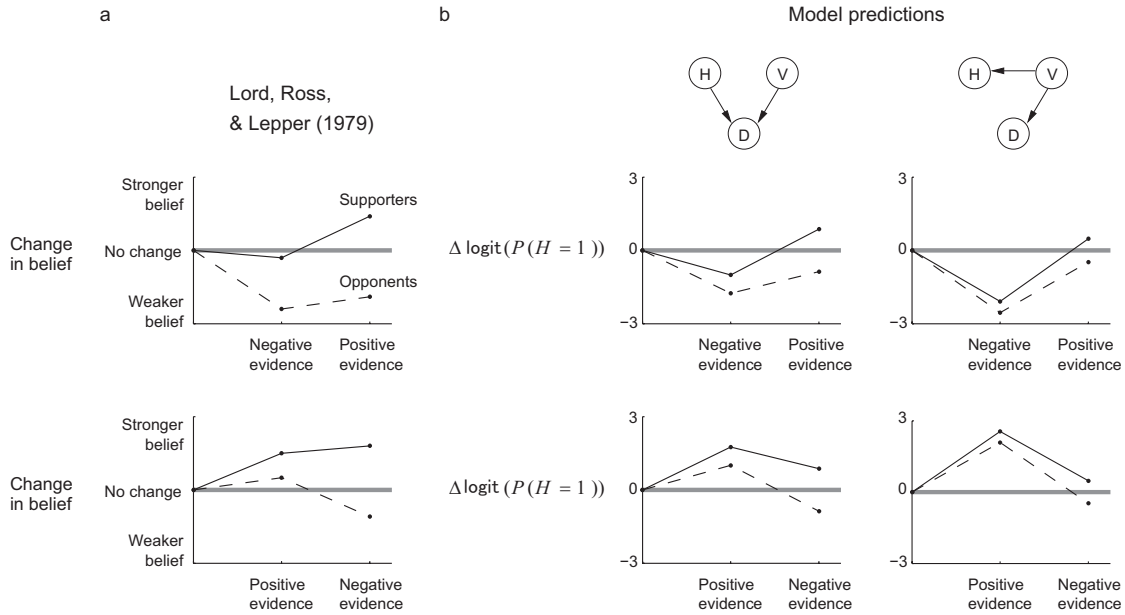 a
b
Model predictions
Lord, Ross,
& Lepper (1979)
H
V
D
H
V
D
Change
in belief
Stronger
belief
No change
Weaker
belief
Supporters
Opponents
Negative
evidence
Positive
evidence
Δ logit(P(H = 1))
3
0
−3
Negative
evidence
Positive
evidence
3
0
−3
Negative
evidence
Positive
evidence
Change
in belief
Stronger
belief
No change
Weaker
belief
Positive
evidence
Negative
evidence
Δ logit(P(H = 1))
3
0
−3
Positive
evidence
Negative
evidence
3
0
−3
Positive
evidence
Negative
evidence